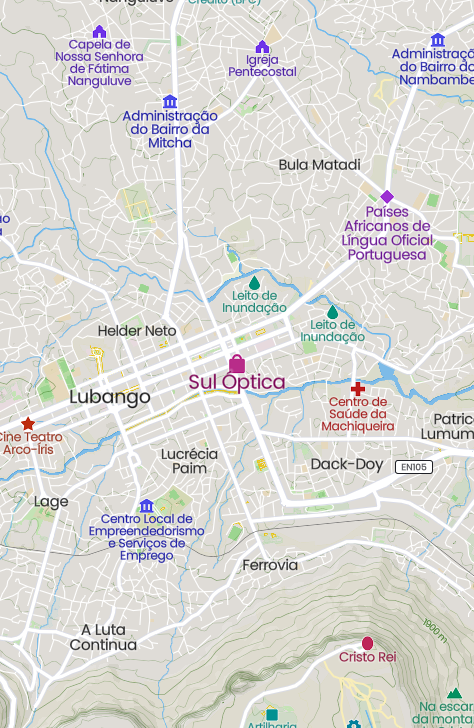 Nanguluve
Crédito (BPC)
Capela de
Nossa Senhora
de Fátima
Nanguluve
Igreja
Pentecostal
Administraçã
do Bairro do
Nambambe
Administração
do Bairro da
Mitcha
Bula Matadi
Países
Africanos de
Língua Oficial
Portuguesa
ão
a
Leito de
Inundação
Helder Neto
Leito de
Inundação
Sul Óptica
Lubango
Centro de
Saúde da
Machiqueira
Cine Teatro
Arco-Íris
Patríc
Lumum
Lucrécia
Paim
Dack-Doy
EN105
Lage
Centro Local de
Empreendedorismo
e Serviços de
Emprego
Ferrovia
1900 m
A Luta
Continua
Cristo Rei
Na escar
da monta
Artilharia